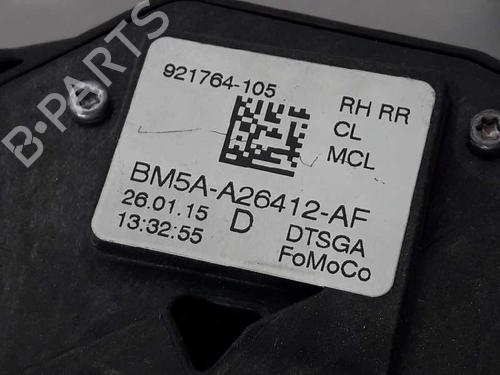 B-PARTS
921764-105
RH RR
CL
MCL
BM5A-A26412-AF
26.01.15 D DTSGA
13:32:55 FoMoCo